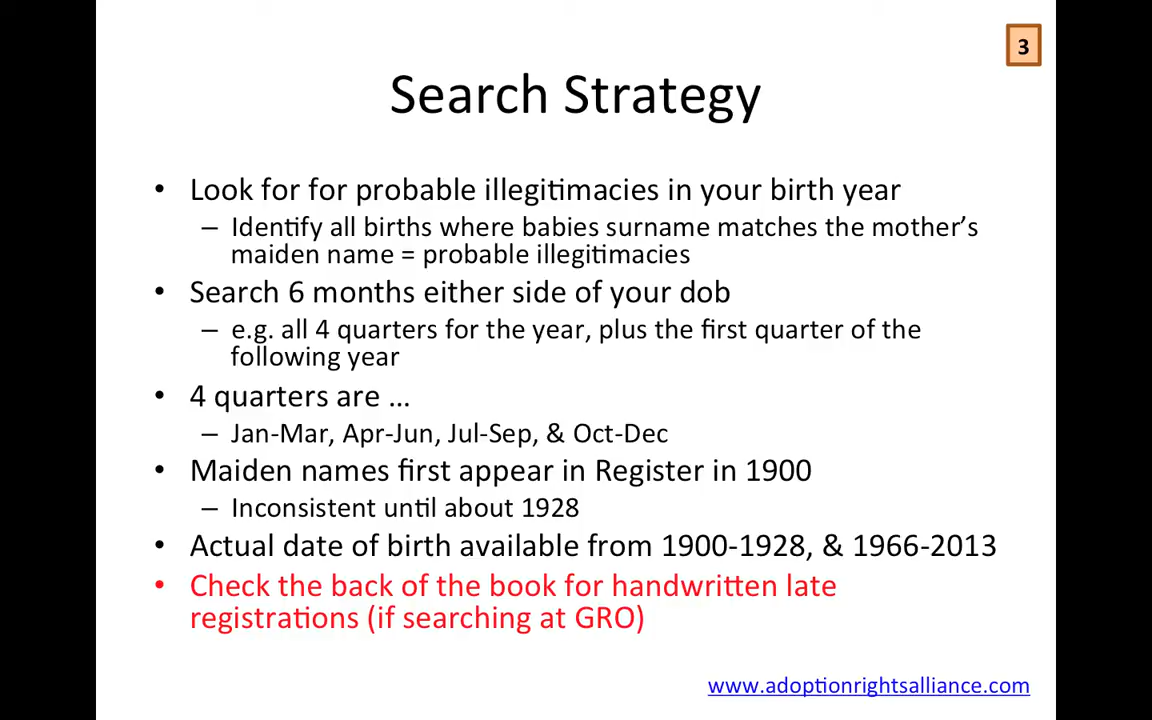 3
Search Strategy
• Look for for probable illegitimacies in your birth year
– Identify all births where babies surname matches the mother's
maiden name = probable illegitimacies
• Search 6 months either side of your dob
– e.g. all 4 quarters for the year, plus the first quarter of the
following year
• 4 quarters are ...
– Jan-Mar, Apr-Jun, Jul-Sep, & Oct-Dec
• Maiden names first appear in Register in 1900
– Inconsistent until about 1928
• Actual date of birth available from 1900-1928, & 1966-2013
• Check the back of the book for handwritten late
registrations (if searching at GRO)
www.adoptionrightsalliance.com